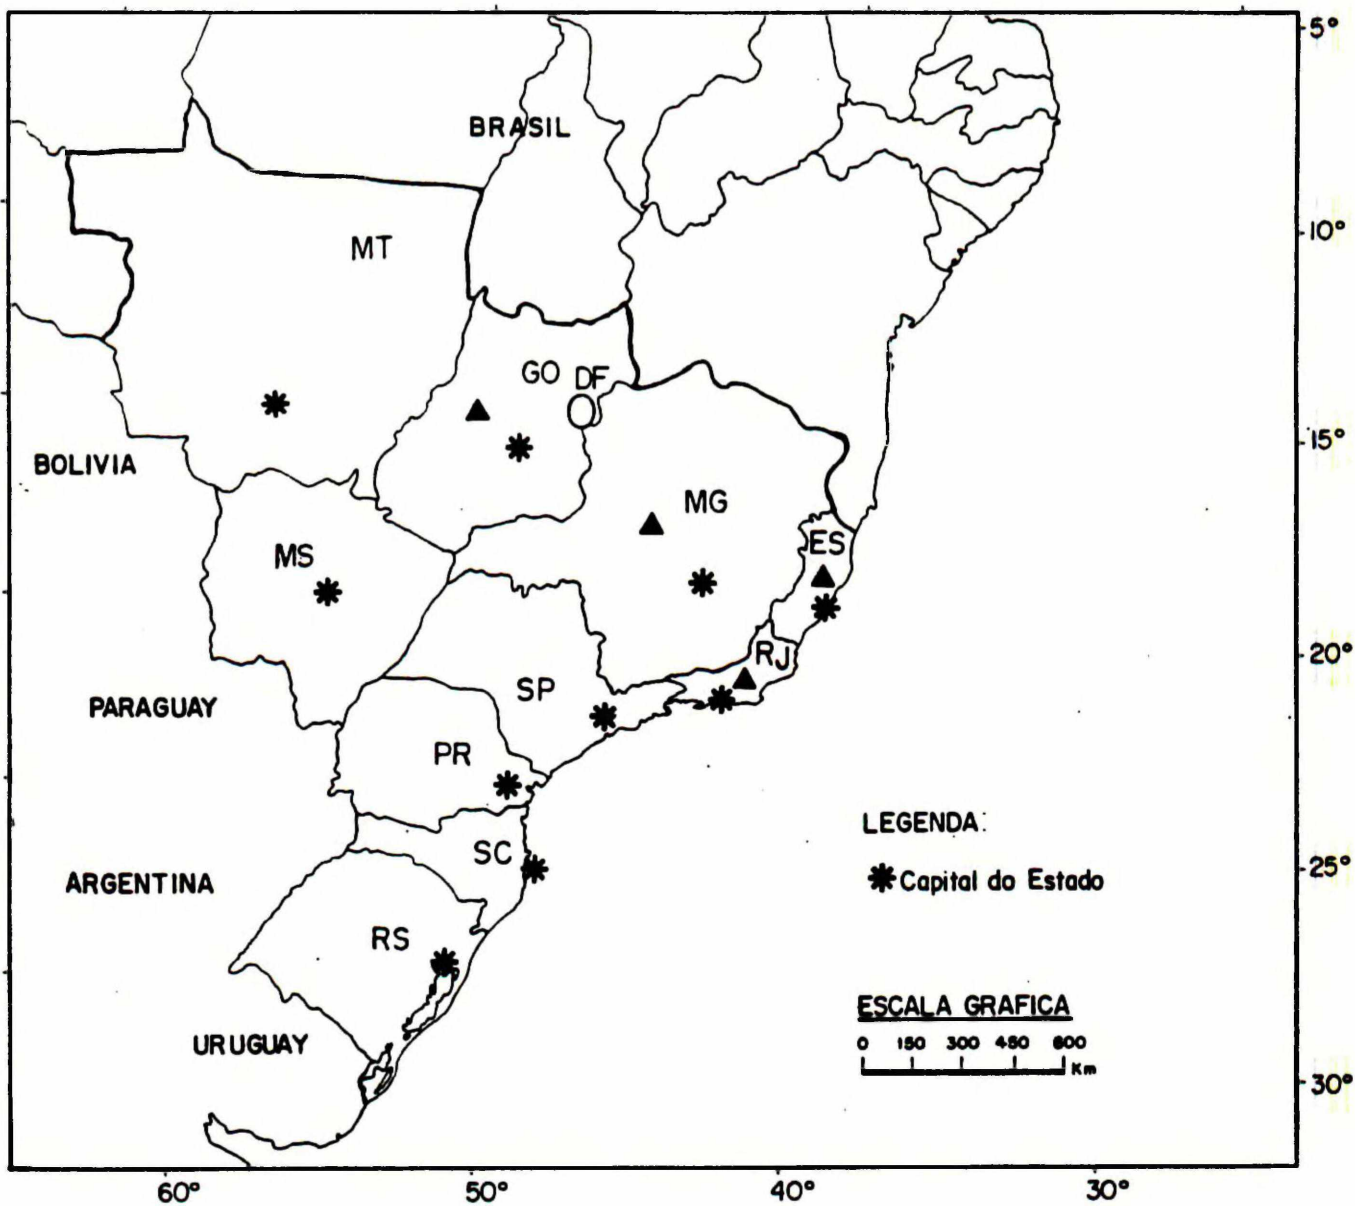 5°
BRASIL
10°
MT
GO DF
15°
BOLIVIA
MG
ES
MS
20°
RJ
SP
PARAGUAY
PR
LEGENDA:
SC
25°
ARGENTINA
Capital do Estado
RS
ESCALA GRAFICA
URUGUAY
0 150 300 450 600
Km
30°
60° 50° 40° 30°